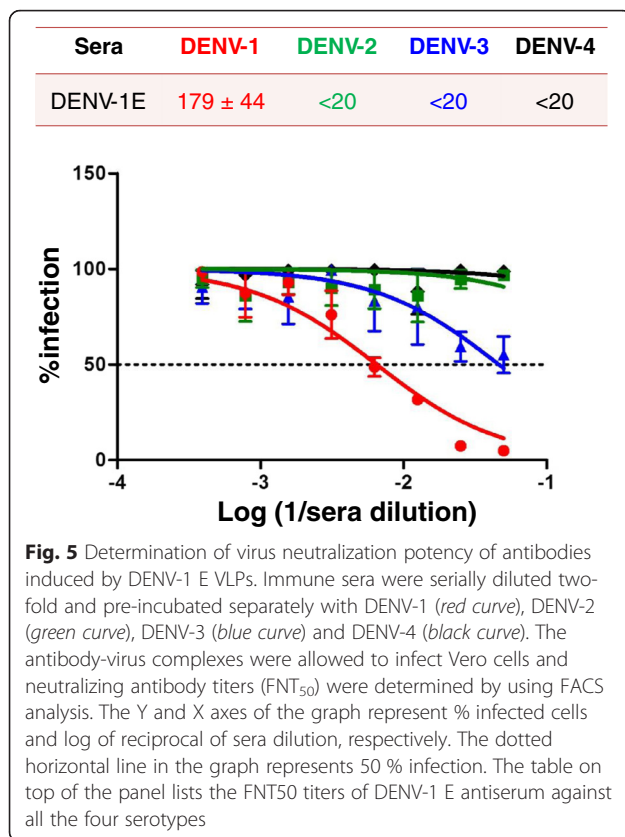 Sera DENV-1 DENV-2 DENV-3 DENV-4
DENV-1E 179 ± 44 <20 <20 <20
150
100
50
0
%infection
-4 -3 -2 -1
Log (1/sera dilution)
Fig. 5 Determination of virus neutralization potency of antibodies
induced by DENV-1 E VLPs. Immune sera were serially diluted two-
fold and pre-incubated separately with DENV-1 (red curve), DENV-2
(green curve), DENV-3 (blue curve) and DENV-4 (black curve). The
antibody-virus complexes were allowed to infect Vero cells and
neutralizing antibody titers (FNT50) were determined by using FACS
analysis. The Y and X axes of the graph represent % infected cells
and log of reciprocal of sera dilution, respectively. The dotted
horizontal line in the graph represents 50 % infection. The table on
top of the panel lists the FNT50 titers of DENV-1 E antiserum against
all the four serotypes